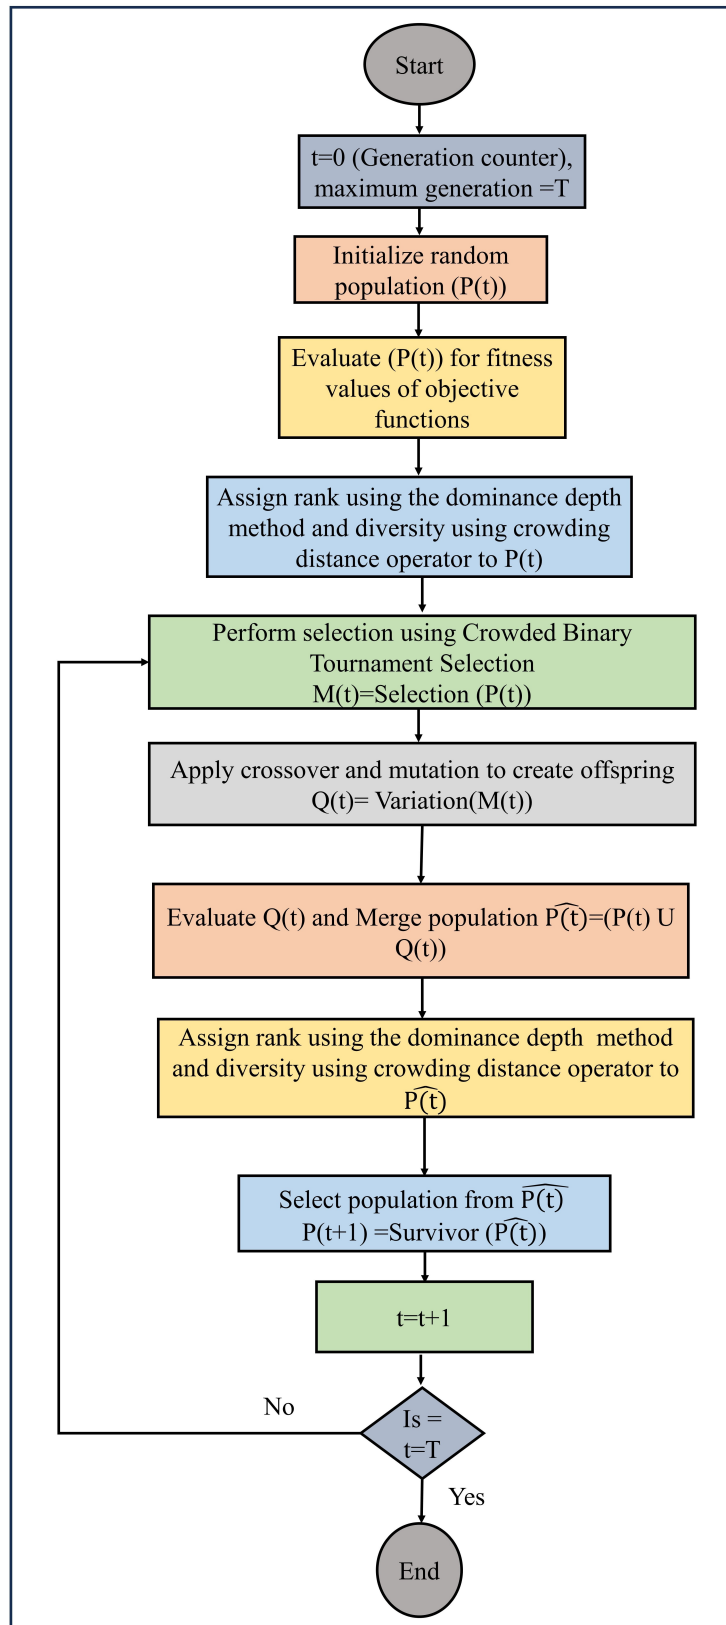 Start
t=0 (Generation counter),
maximum generation =T
Initialize random
population (P(t))
Evaluate (P(t)) for fitness
values of objective
functions
Assign rank using the dominance depth
method and diversity using crowding
distance operator to P(t)
Perform selection using Crowded Binary
Tournament Selection
M(t)=Selection (P(t))
Apply crossover and mutation to create offspring
Q(t)= Variation(M(t))
Evaluate Q(t) and Merge population P̂(t)=(P(t) U
Q(t))
Assign rank using the dominance depth  method
and diversity using crowding distance operator to
P̂(t)
Select population from P̂(t)
P(t+1) =Survivor (P̂(t))
t=t+1
No
Is =
t=T
Yes
End